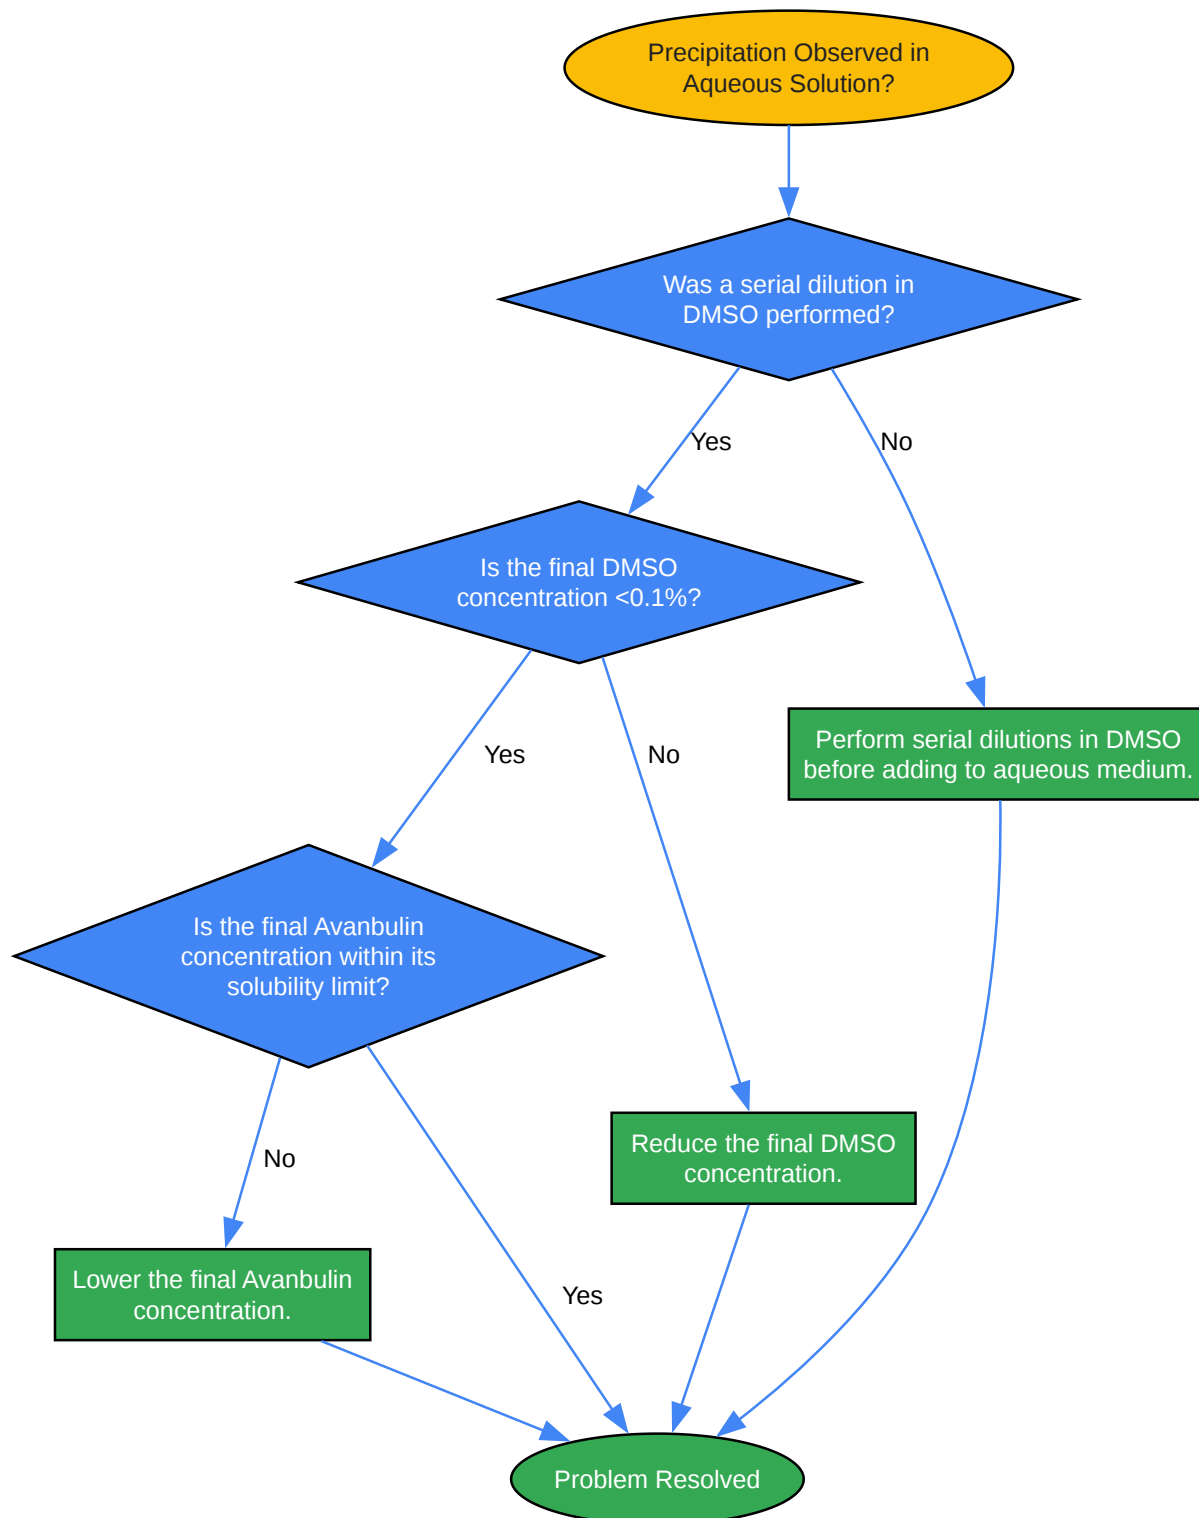 Precipitation Observed in
Aqueous Solution?
Was a serial dilution in
DMSO performed?
Yes
No
Is the final DMSO
concentration <0.1%?
Yes
No
Perform serial dilutions in DMSO
before adding to aqueous medium.
Is the final Avanbulin
concentration within its
solubility limit?
No
Reduce the final DMSO
concentration.
Lower the final Avanbulin
concentration.
Yes
Problem Resolved